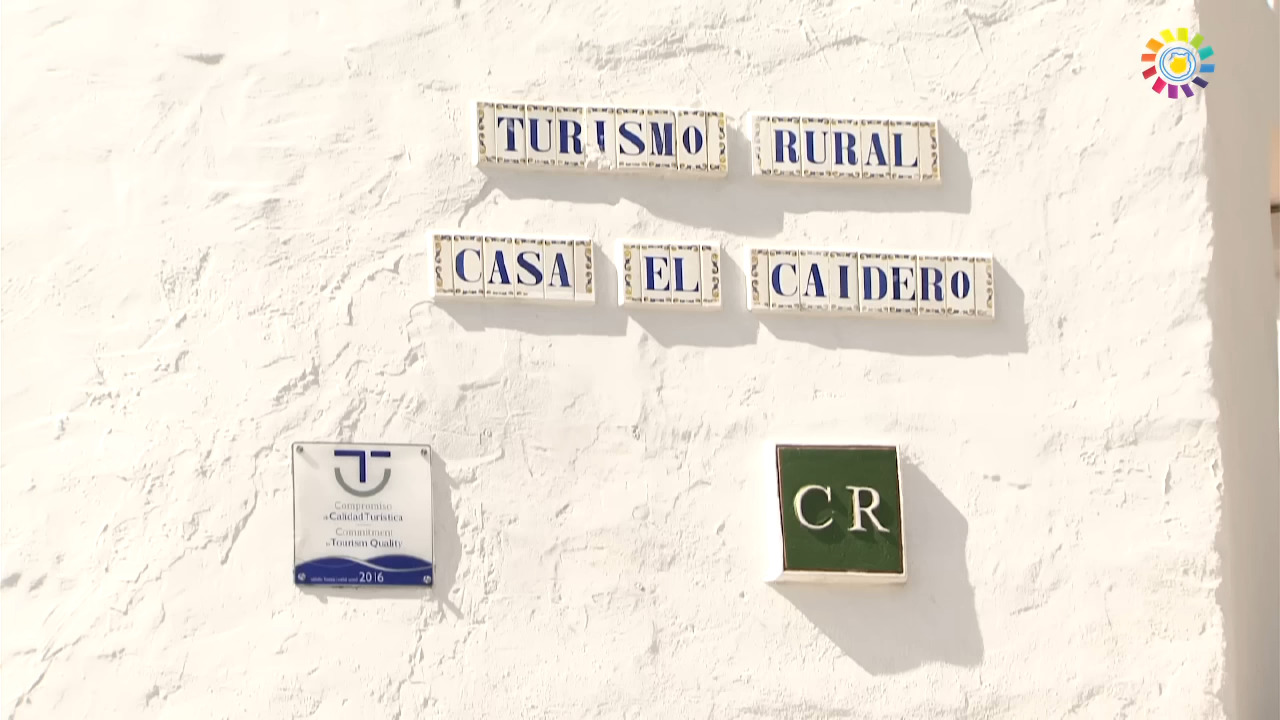 TURISMO RURAL
CASA EL CAIDERO
Compromiso
de Calidad Turística
Commitment
to Tourism Quality
2016
CR